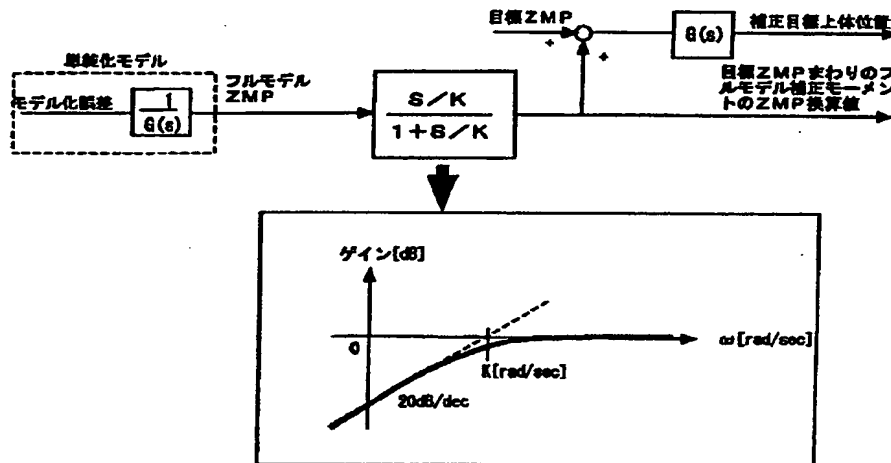 目標ZMP
G(s)
補正目標上体位置
単純化モデル
モデル化誤差
1
G(s)
フルモデル
ZMP
S/K
1+S/K
+
+
目標ZMPまわりのフ
ルモデル補正モーメン
トのZMP換算値
ゲイン[dB]
0
ω[rad/sec]
K[rad/sec]
20dB/dec